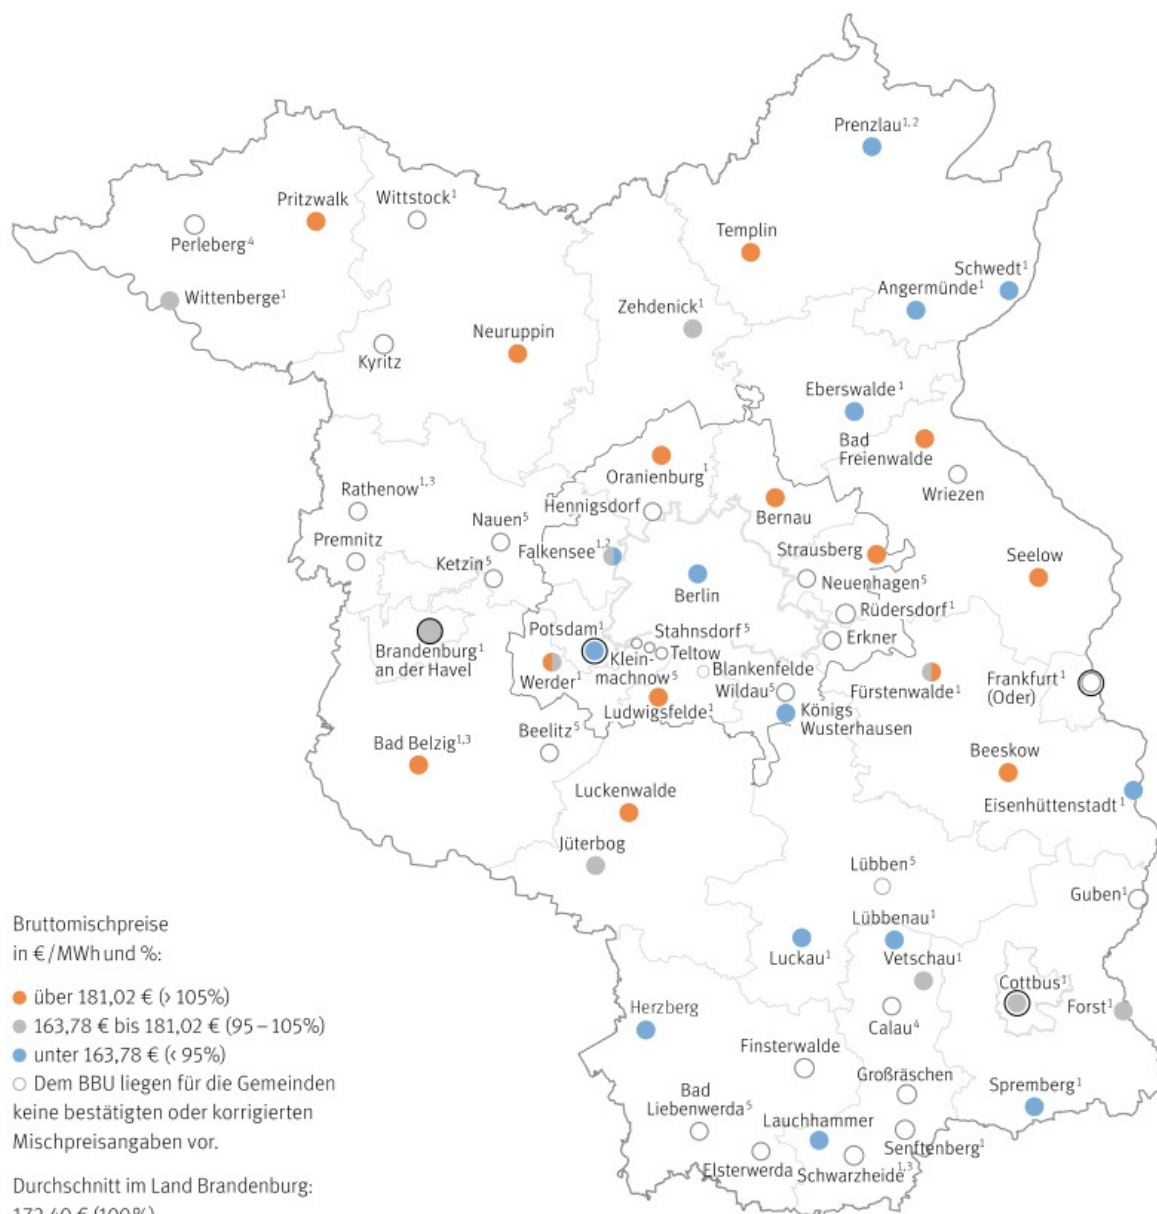 Prenzlau1,2
Pritzwalk
Wittstock1
Perleberg4
Templin
Schwedt1
Angermünde1
Wittenberge1
Zehdenick1
Neuruppin
Kyritz
Eberswalde1
Bad
Freienwalde
Oranienburg1
Rathenow1,3
Wriezen
Hennigsdorf
Bernau
Nauen5
Premnitz
Falkensee1,2
Strausberg
Ketzin5
Seelow
Neuenhagen5
Berlin
Rüdersdorf1
Potsdam1
Stahnsdorf5
Erkner
Brandenburg1
an der Havel
Klein-
machnow5
Teltow
Werder1
Blankenfelde
Wildau5
Fürstenwalde1
Frankfurt1
(Oder)
Ludwigsfelde1
Königs5
Wusterhausen
Beelitz5
Bad Belzig1,3
Beeskow
Luckenwalde
Eisenhüttenstadt1
Jüterbog
Lübben5
Guben1
Lübbenau1
Luckau1
Vetschau1
Cottbus1
Forst1
Herzberg
Calau4
Finsterwalde
Großräschen
Spremberg1
Bad
Liebenwerda5
Lauchhammer
Senftenberg1
Elsterwerda
Schwarzheide1,3
Bruttomischpreise
in €/MWh und %:
über 181,02 € (> 105%)
163,78 € bis 181,02 € (95 – 105%)
unter 163,78 € (< 95%)
Dem BBU liegen für die Gemeinden
keine bestätigten oder korrigierten
Mischpreisangaben vor.
Durchschnitt im Land Brandenburg:
172,40 € (100%)